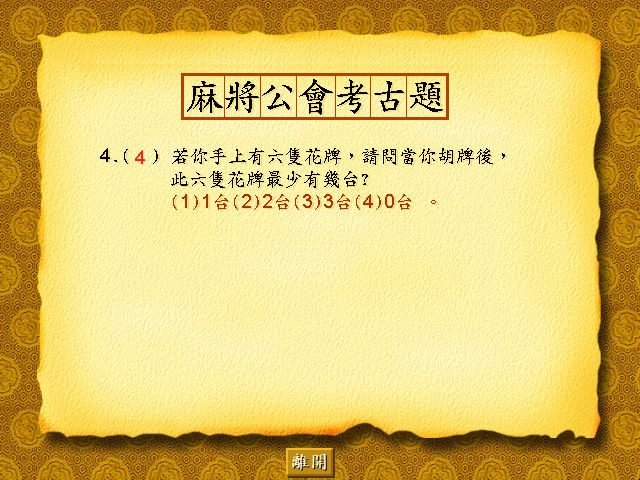 麻將公會考古題
4.(4) 若你手上有六隻花牌，請問當你胡牌後，
此六隻花牌最少有幾台?
(1)1台(2)2台(3)3台(4)0台 。
離開